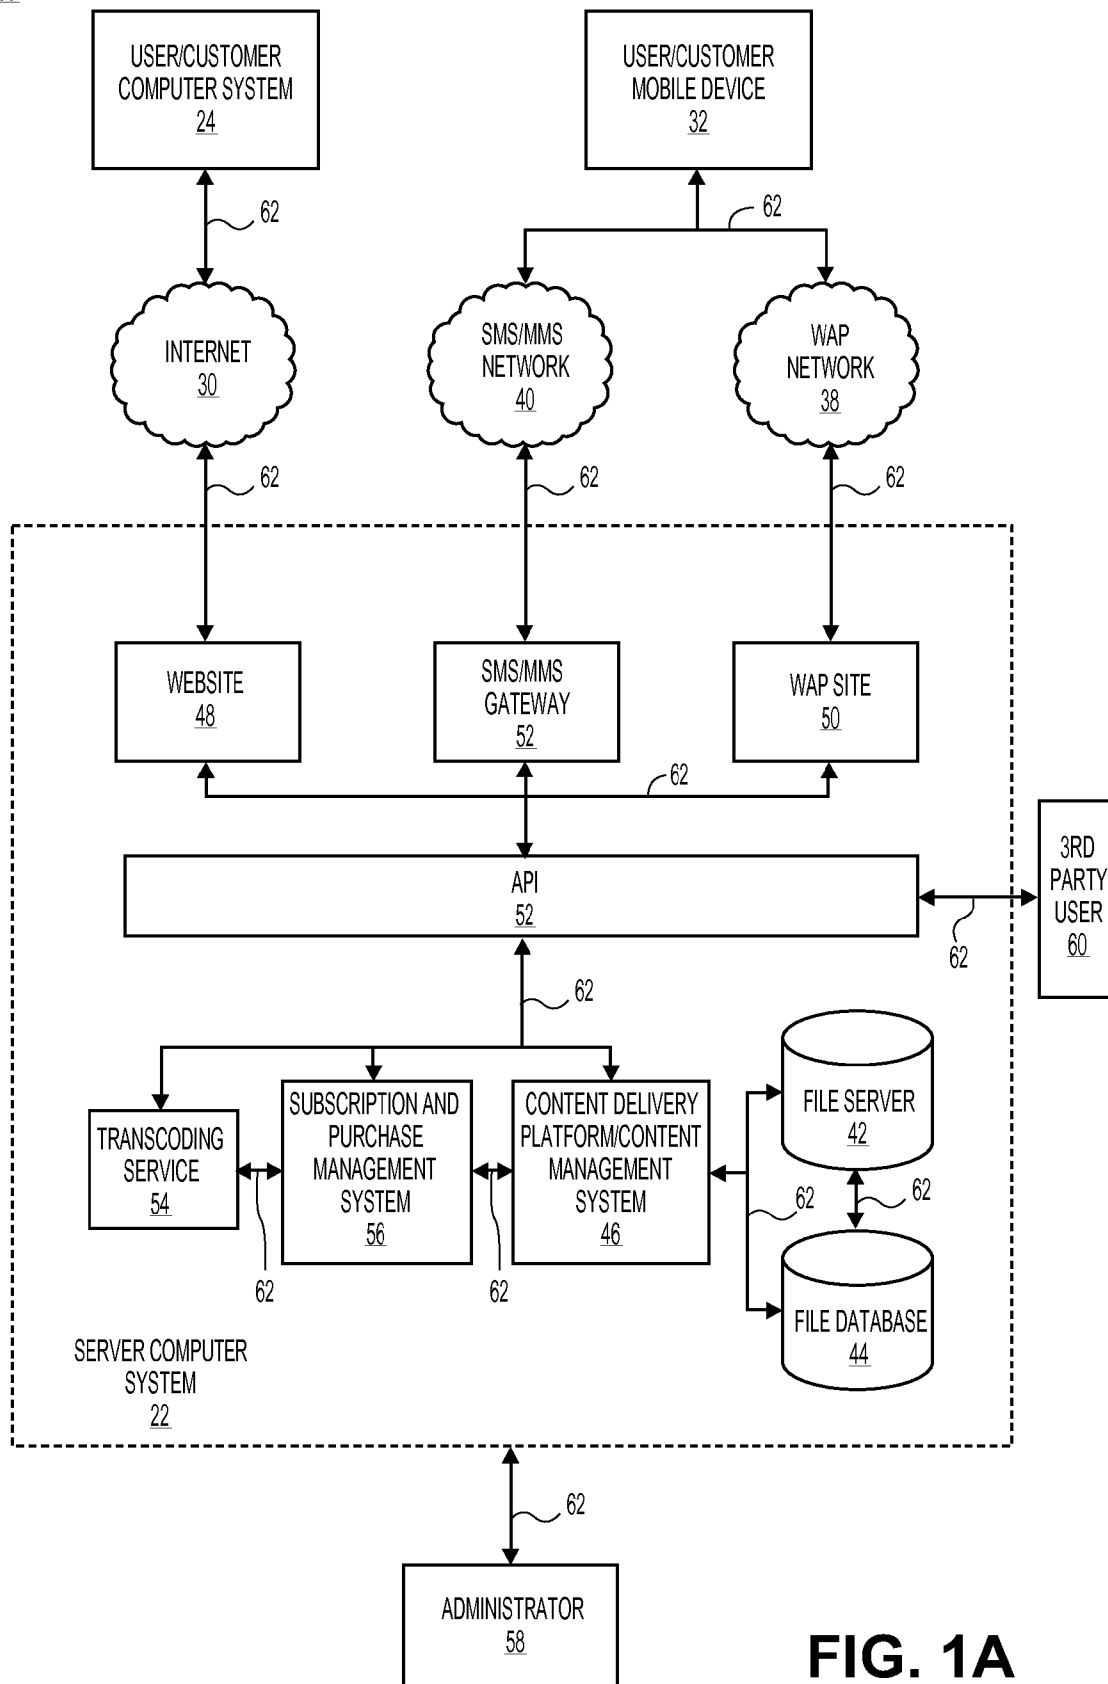 USER/CUSTOMER
COMPUTER SYSTEM
24
USER/CUSTOMER
MOBILE DEVICE
32
62
62
INTERNET
30
SMS/MMS
NETWORK
40
WAP
NETWORK
38
62
62
62
WEBSITE
48
SMS/MMS
GATEWAY
52
WAP SITE
50
62
API
52
3RD
PARTY
USER
60
62
62
TRANSCODING
SERVICE
54
SUBSCRIPTION AND
PURCHASE
MANAGEMENT
SYSTEM
56
CONTENT DELIVERY
PLATFORM/CONTENT
MANAGEMENT
SYSTEM
46
FILE SERVER
42
62
62
62
62
FILE DATABASE
44
SERVER COMPUTER
SYSTEM
22
62
ADMINISTRATOR
58
FIG. 1A